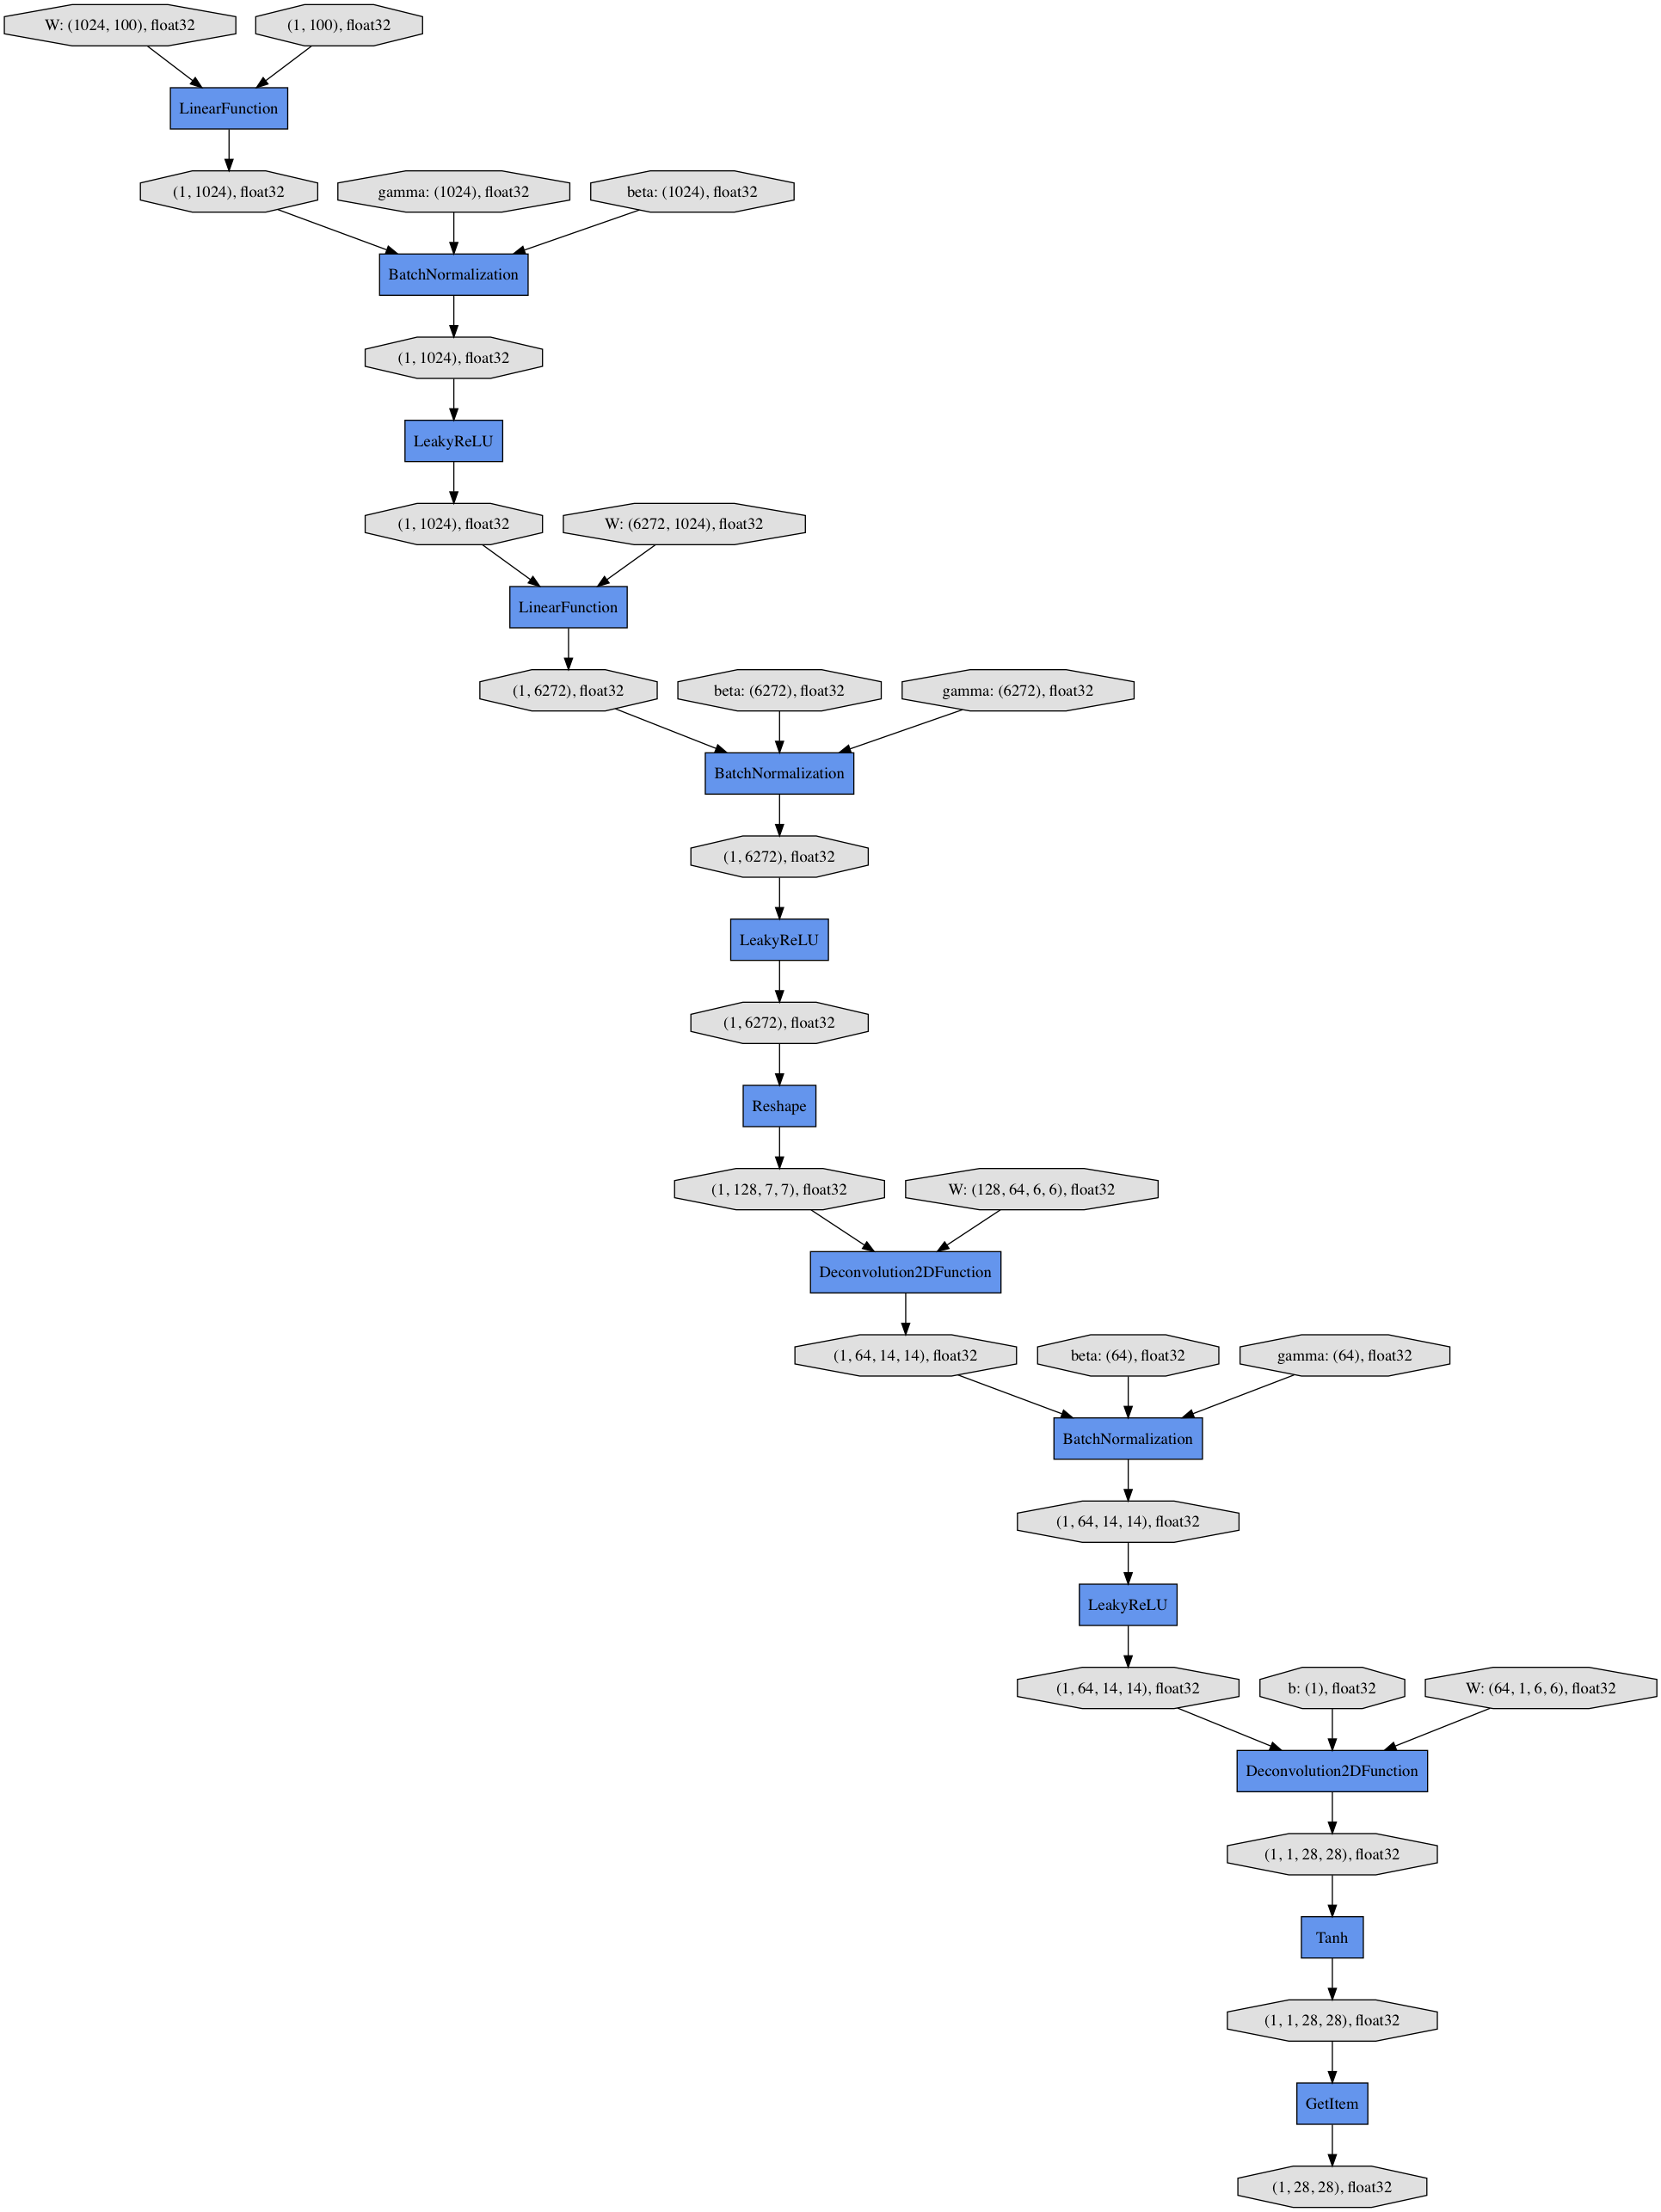 W: (1024, 100), float32
(1, 100), float32
LinearFunction
(1, 1024), float32
gamma: (1024), float32
beta: (1024), float32
BatchNormalization
(1, 1024), float32
LeakyReLU
(1, 1024), float32
W: (6272, 1024), float32
LinearFunction
(1, 6272), float32
beta: (6272), float32
gamma: (6272), float32
BatchNormalization
(1, 6272), float32
LeakyReLU
(1, 6272), float32
Reshape
(1, 128, 7, 7), float32
W: (128, 64, 6, 6), float32
Deconvolution2DFunction
(1, 64, 14, 14), float32
beta: (64), float32
gamma: (64), float32
BatchNormalization
(1, 64, 14, 14), float32
LeakyReLU
(1, 64, 14, 14), float32
b: (1), float32
W: (64, 1, 6, 6), float32
Deconvolution2DFunction
(1, 1, 28, 28), float32
Tanh
(1, 1, 28, 28), float32
GetItem
(1, 28, 28), float32